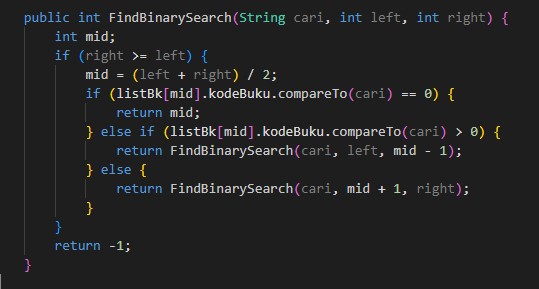 public int FindBinarySearch(String cari, int left, int right) {
    int mid;
    if (right >= left) {
        mid = (left + right) / 2;
        if (listBk[mid].kodeBuku.compareTo(cari) == 0) {
            return mid;
        } else if (listBk[mid].kodeBuku.compareTo(cari) > 0) {
            return FindBinarySearch(cari, left, mid - 1);
        } else {
            return FindBinarySearch(cari, mid + 1, right);
        }
    }
    return -1;
}